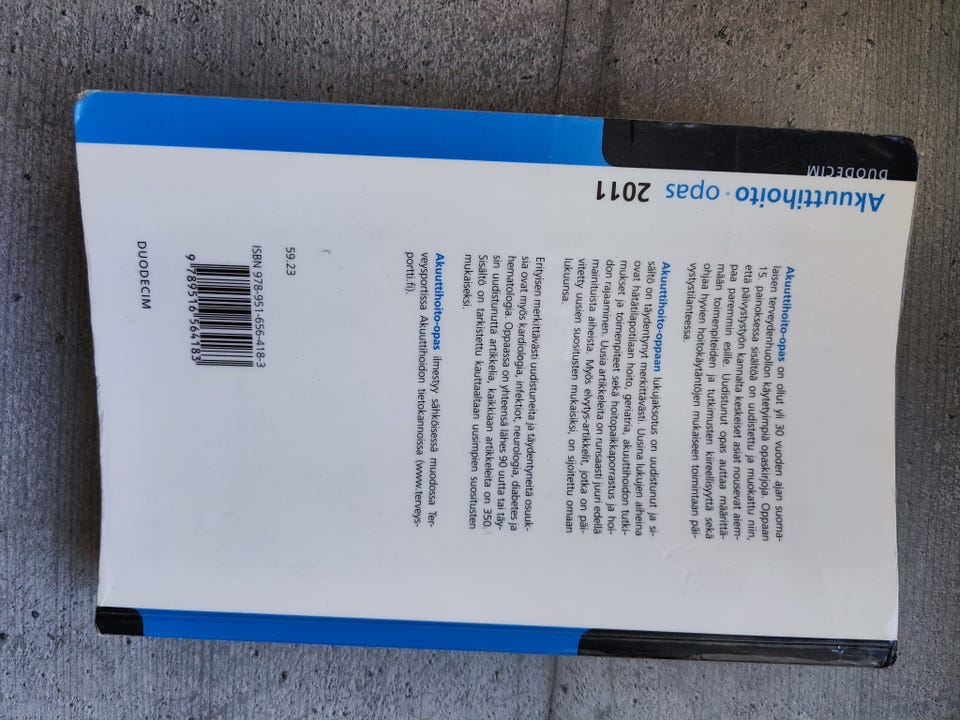 DUODECIM
Akuuttihoito · opas 2011
Akuuttihoito-opas on ollut yli 30 vuoden ajan suoma-
laisen terveydenhuollon käytetyimpiä opaskirjoja. Oppaan
15. painoksessa sisältöä on uudistettu ja muokattu niin,
että päivystystyön kannalta keskeiset asiat nousevat aiem-
paa paremmin esille. Uudistunut opas auttaa määrittä-
mään toimenpiteiden ja tutkimusten kiireellisyyttä sekä
ohjaa hyvien hoitokäytäntöjen mukaiseen toimintaan päi-
vystystilanteessa.
Akuuttihoito-oppaan lukujaksotus on uudistunut ja si-
sältö on täydentynyt merkittävästi. Uusina lukujen aiheina
ovat hätätilapotilaan hoito, geriatria, akuuttihoidon tutki-
mukset ja toimenpiteet sekä hoitopaikkaporrastus ja hoi-
don rajaaminen. Uusia artikkeleita on runsaasti juuri edellä
mainituista aiheista. Myös elvytys-artikkelit, jotka on päi-
vitetty uusien suositusten mukaisiksi, on sijoitettu omaan
lukuunsa.
Erityisen merkittävästi uudistuneita ja täydentyneitä osuuk-
sia ovat myös kardiologia, infektiot, neurologia, diabetes ja
hematologia. Oppaassa on yhteensä lähes 90 uutta tai täy-
sin uudistunutta artikkelia, kaikkiaan artikkeleita on 350.
Sisältö on tarkistettu kauttaaltaan uusimpien suositusten
mukaiseksi.
Akuuttihoito-opas ilmestyy sähköisessä muodossa Ter-
veysportissa Akuuttihoidon tietokannoissa (www.terveys-
portti.fi).
59.23
ISBN 978-951-656-418-3
9 789516 564183
DUODECIM